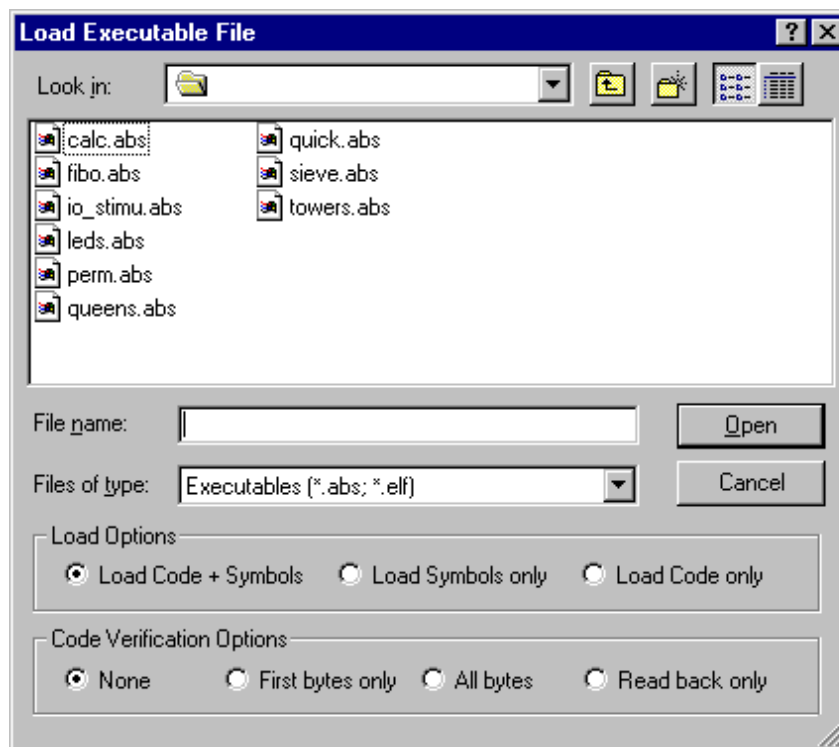 Load Executable File
Look in:
calc.abs quick.abs
fibo.abs sieve.abs
io_stimu.abs towers.abs
leds.abs
perm.abs
queens.abs
File name: Open
Files of type: Executables (*.abs; *.elf) Cancel
Load Options
Load Code + Symbols Load Symbols only Load Code only
Code Verification Options
None First bytes only All bytes Read back only